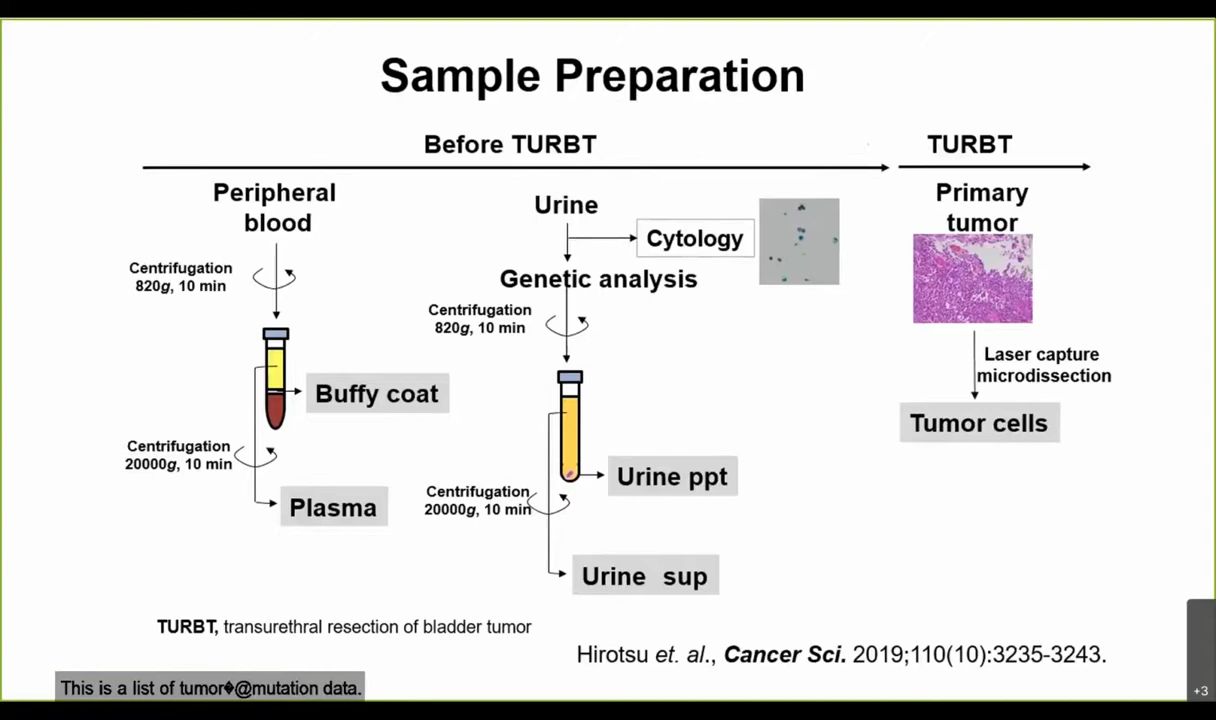 Sample Preparation
Before TURBT
TURBT
Peripheral
blood
Centrifugation
820g, 10 min
Buffy coat
Centrifugation
20000g, 10 min
Plasma
Urine
Cytology
Genetic analysis
Centrifugation
820g, 10 min
Urine ppt
Centrifugation
20000g, 10 min
Urine sup
Primary
tumor
Laser capture
microdissection
Tumor cells
TURBT, transurethral resection of bladder tumor
Hirotsu et. al., Cancer Sci. 2019;110(10):3235-3243.
This is a list of tumor�@mutation data.
+3